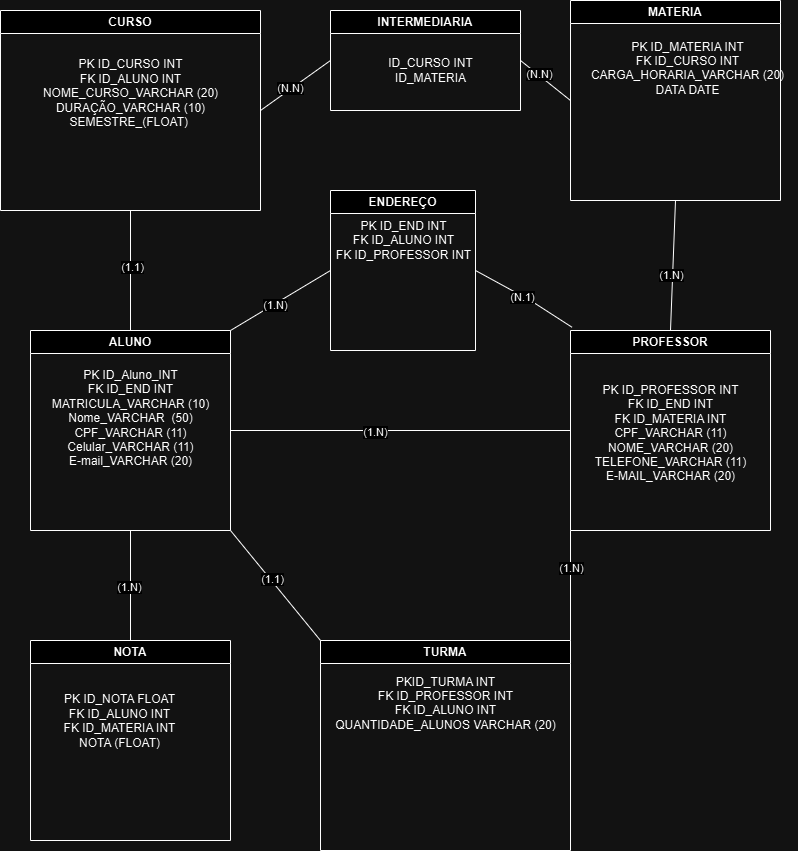 CURSO
PK ID_CURSO INT
FK ID_ALUNO INT
NOME_CURSO_VARCHAR (20)
DURAÇÃO_VARCHAR (10)
SEMESTRE_(FLOAT)
(N.N)
INTERMEDIARIA
ID_CURSO INT
ID_MATERIA
(N.N)
MATERIA
PK ID_MATERIA INT
FK ID_CURSO INT
CARGA_HORARIA_VARCHAR (20)
DATA DATE
(1.1)
ENDEREÇO
PK ID_END INT
FK ID_ALUNO INT
FK ID_PROFESSOR INT
(1.N)
(N.1)
(1.N)
ALUNO
PK ID_Aluno_INT
FK ID_END INT
MATRICULA_VARCHAR (10)
Nome_VARCHAR  (50)
CPF_VARCHAR (11)
Celular_VARCHAR (11)
E-mail_VARCHAR (20)
(1.N)
PROFESSOR
PK ID_PROFESSOR INT
FK ID_END INT
FK ID_MATERIA INT
CPF_VARCHAR (11)
NOME_VARCHAR (20)
TELEFONE_VARCHAR (11)
E-MAIL_VARCHAR (20)
(1.N)
(1.1)
(1.N)
NOTA
PK ID_NOTA FLOAT
FK ID_ALUNO INT
FK ID_MATERIA INT
NOTA (FLOAT)
TURMA
PKID_TURMA INT
FK ID_PROFESSOR INT
FK ID_ALUNO INT
QUANTIDADE_ALUNOS VARCHAR (20)